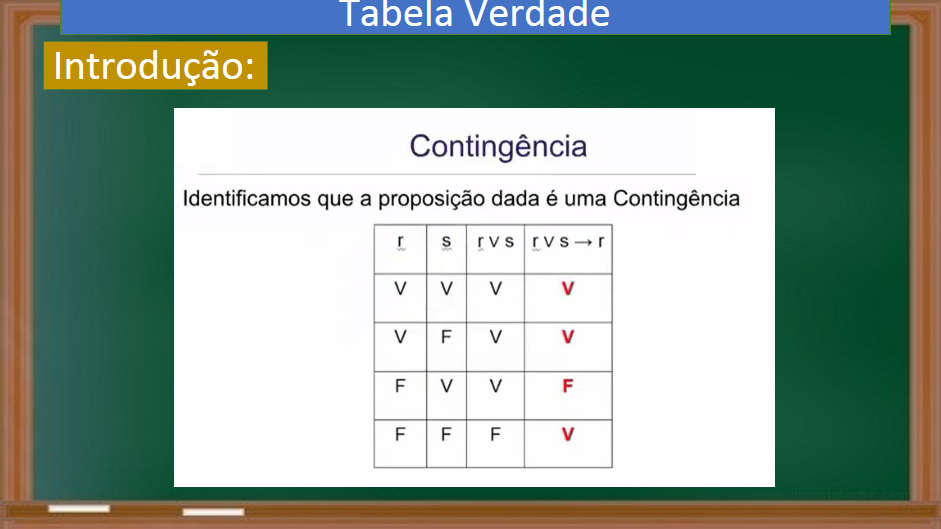 Tabela Verdade
Introdução:
Contingência
Identificamos que a proposição dada é uma Contingência
r s r v s r v s → r
V V V V
V F V V
F V V F
F F F V